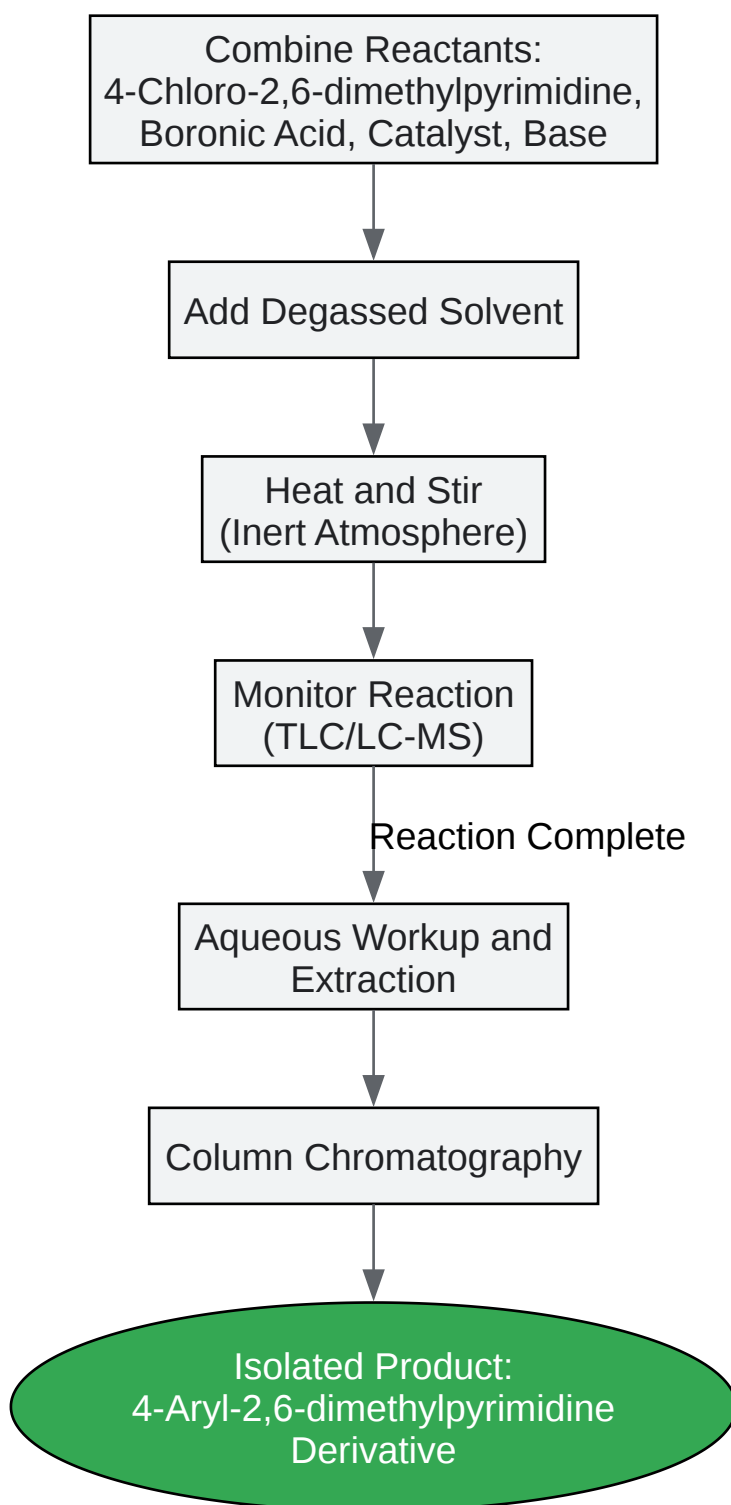 Combine Reactants:
4-Chloro-2,6-dimethylpyrimidine,
Boronic Acid, Catalyst, Base
Add Degassed Solvent
Heat and Stir
(Inert Atmosphere)
Monitor Reaction
(TLC/LC-MS)
Reaction Complete
Aqueous Workup and
Extraction
Column Chromatography
Isolated Product:
4-Aryl-2,6-dimethylpyrimidine
Derivative